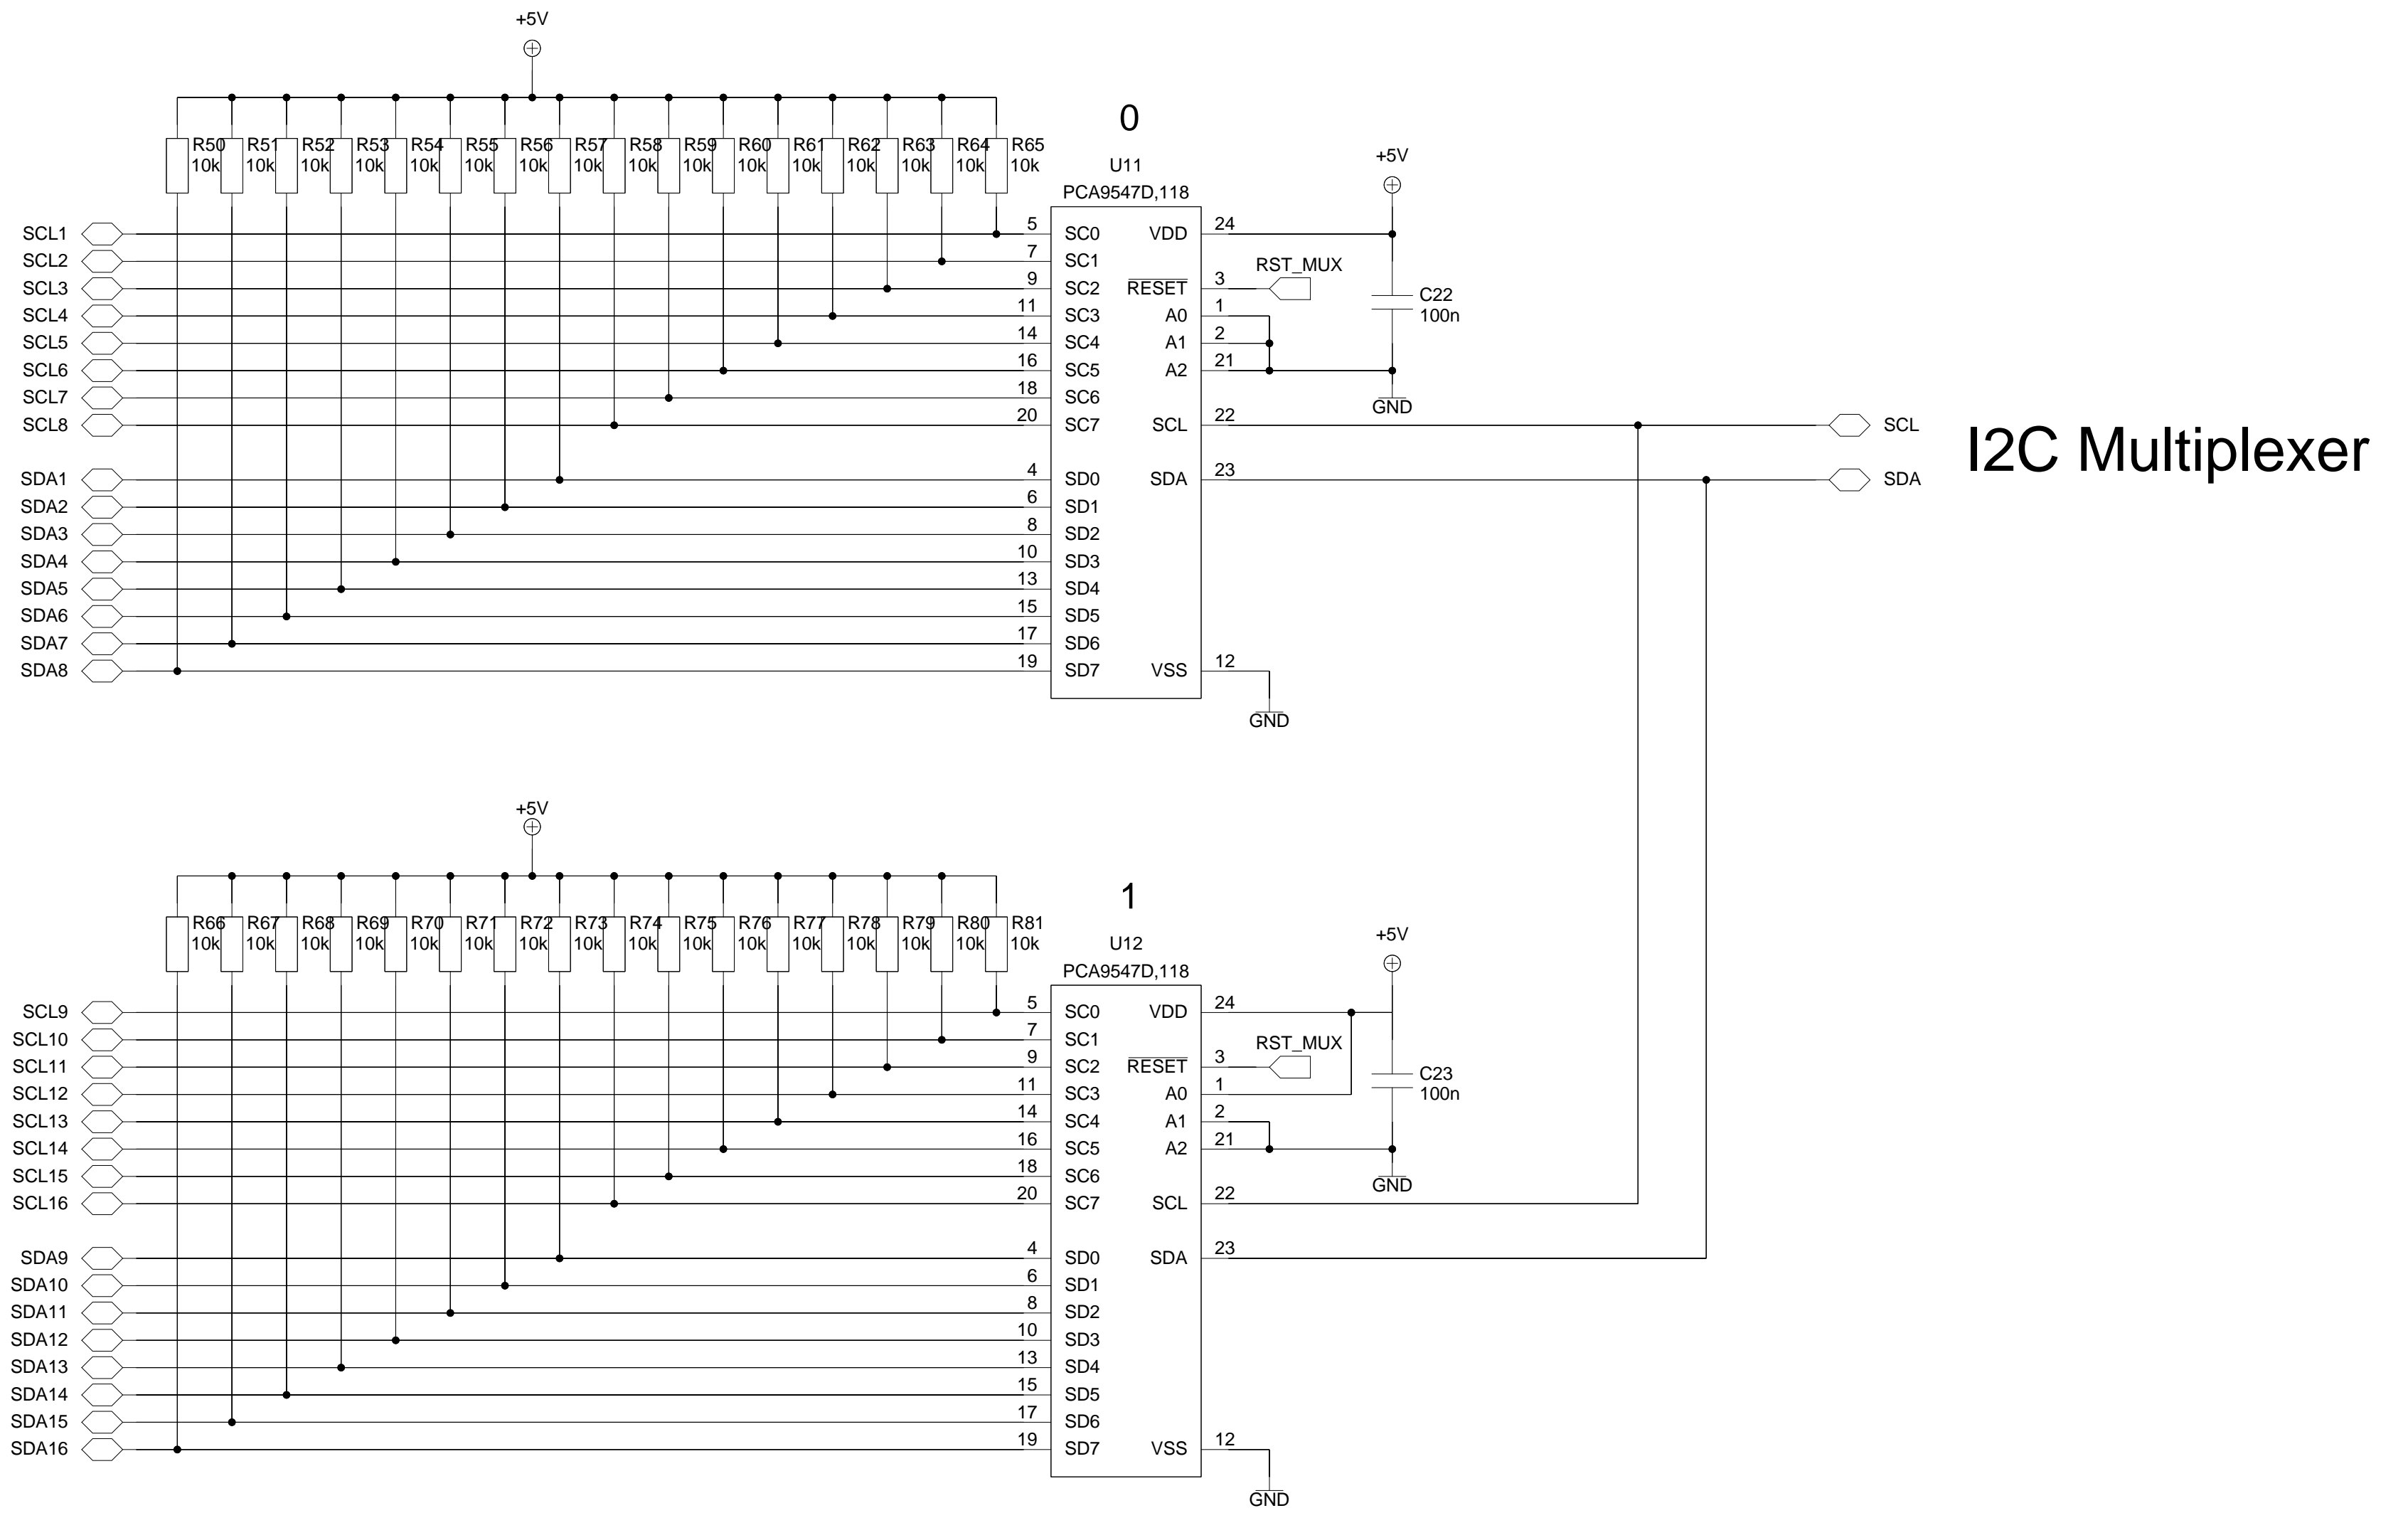 +5V
R50 R51 R52 R53 R54 R55 R56 R57 R58 R59 R60 R61 R62 R63 R64 R65
10k 10k 10k 10k 10k 10k 10k 10k 10k 10k 10k 10k 10k 10k 10k 10k
0
U11
PCA9547D,118
+5V
SCL1 5 SC0 VDD 24
RST_MUX
SCL2 7 SC1
SCL3 9 SC2 RESET 3
C22
100n
SCL4 11 SC3 A0 1
SCL5 14 SC4 A1 2
SCL6 16 SC5 A2 21
SCL7 18 SC6
GND
SCL8 20 SC7 SCL 22 SCL
I2C Multiplexer
SDA1 4 SD0 SDA 23 SDA
SDA2 6 SD1
SDA3 8 SD2
SDA4 10 SD3
SDA5 13 SD4
SDA6 15 SD5
SDA7 17 SD6
SDA8 19 SD7 VSS 12
GND
+5V
R66 R67 R68 R69 R70 R71 R72 R73 R74 R75 R76 R77 R78 R79 R80 R81
10k 10k 10k 10k 10k 10k 10k 10k 10k 10k 10k 10k 10k 10k 10k 10k
1
U12
PCA9547D,118
+5V
SCL9 5 SC0 VDD 24
RST_MUX
SCL10 7 SC1
SCL11 9 SC2 RESET 3
C23
100n
SCL12 11 SC3 A0 1
SCL13 14 SC4 A1 2
SCL14 16 SC5 A2 21
SCL15 18 SC6
GND
SCL16 20 SC7 SCL 22
SDA9 4 SD0 SDA 23
SDA10 6 SD1
SDA11 8 SD2
SDA12 10 SD3
SDA13 13 SD4
SDA14 15 SD5
SDA15 17 SD6
SDA16 19 SD7 VSS 12
GND